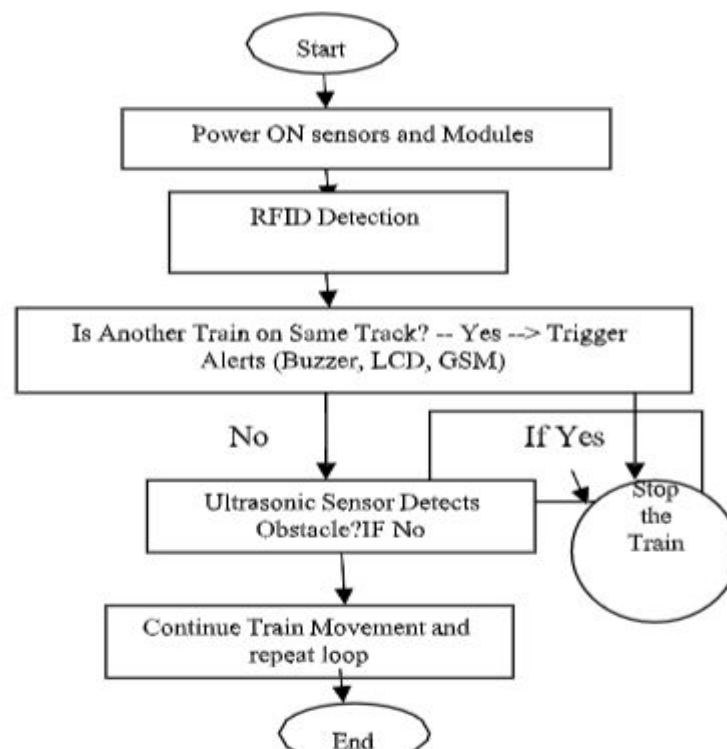 Start
Power ON sensors and Modules
RFID Detection
Is Another Train on Same Track? -- Yes --> Trigger
Alerts (Buzzer, LCD, GSM)
No
If Yes
Ultrasonic Sensor Detects
Obstacle?IF No
Stop
the
Train
Continue Train Movement and
repeat loop
End